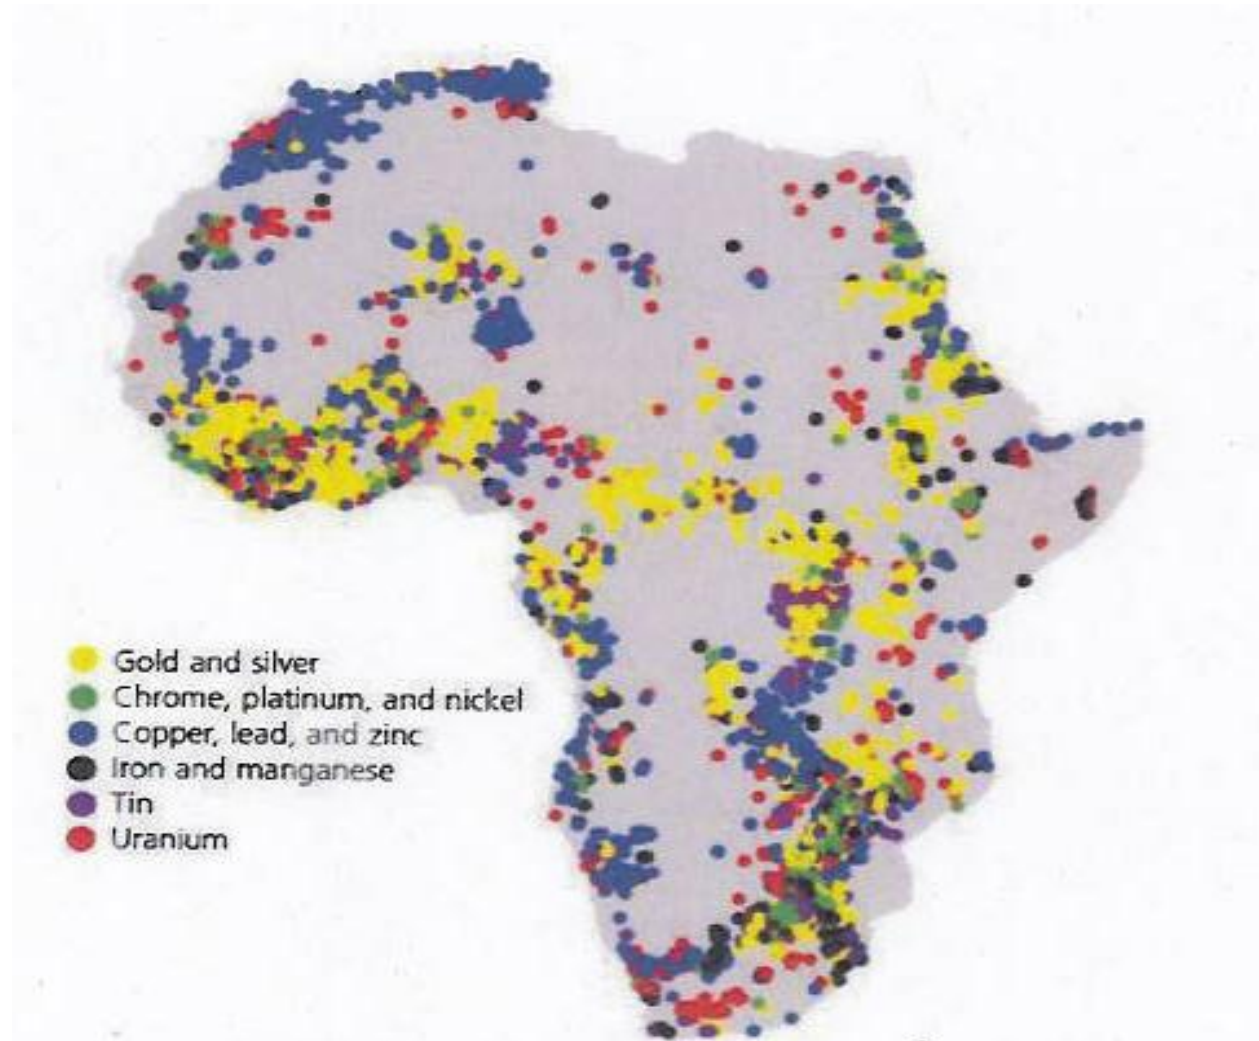 Gold and silver
Chrome, platinum, and nickel
Copper, lead, and zinc
Iron and manganese
Tin
Uranium